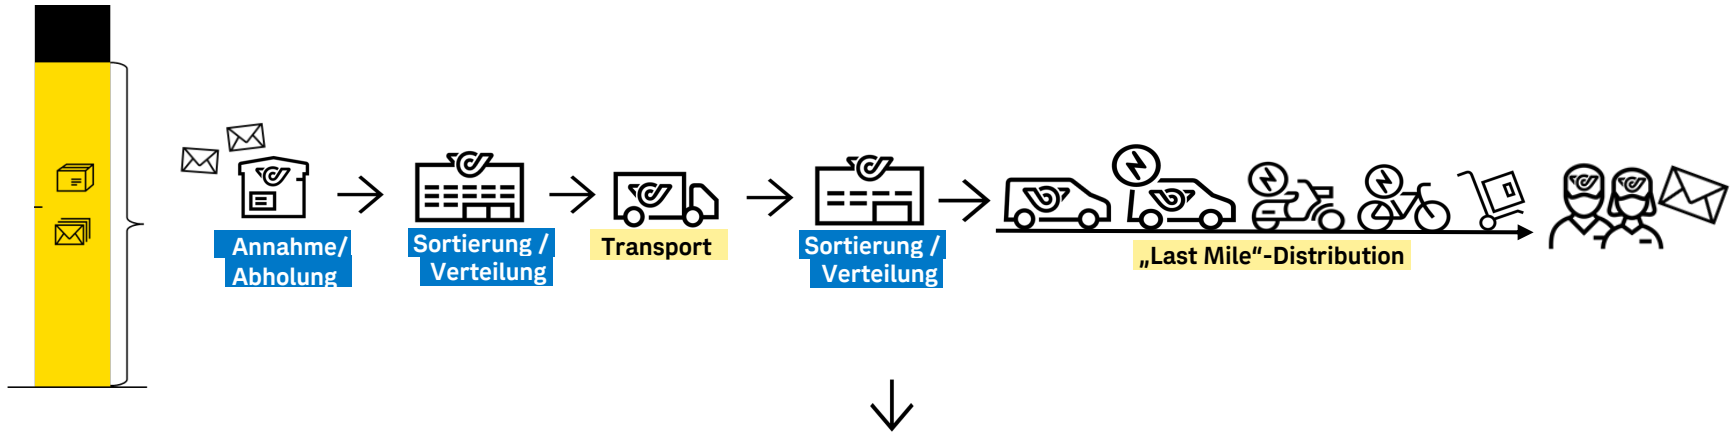 Annahme/
Abholung
Sortierung /
Verteilung
Transport
Sortierung /
Verteilung
„Last Mile“-Distribution